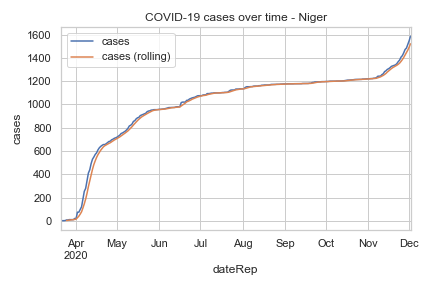 COVID-19 cases over time - Niger
cases
cases (rolling)
cases
1600
1400
1200
1000
800
600
400
200
0
Apr May Jun Jul Aug Sep Oct Nov Dec
2020
dateRep